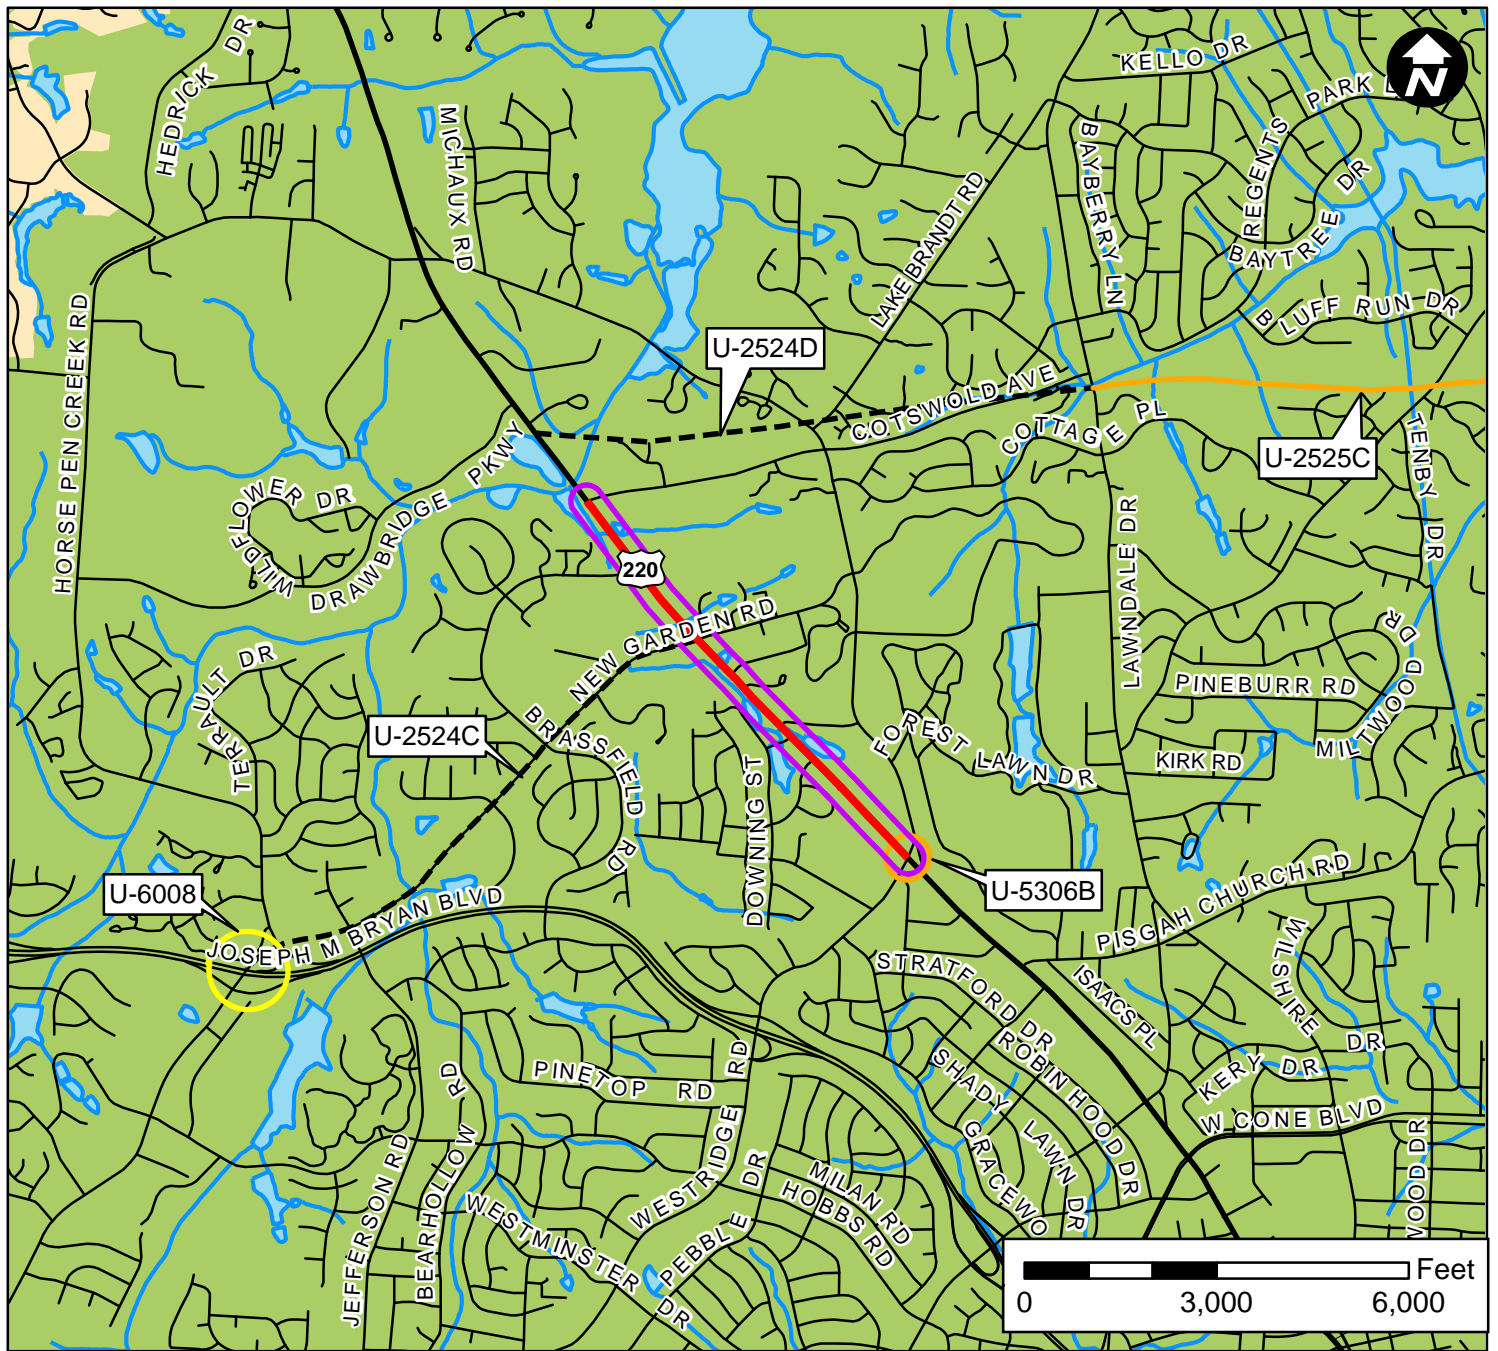 HEDRICK DR
MICHAUX RD
KELLO DR
REGENTS PARK
N
BAYBERRY LN
LAKE BRANDT RD
BAYTREE DR
BLUFF RUN DR
HORSE PEN CREEK RD
U-2524D
COTSWOLD AVE
COTTAGE PL
U-2525C
TENBY DR
WILDFLOWER DR
DRAWBRIDGE PKWY
220
NEW GARDEN RD
LAWNDALE DR
TERRAULT DR
U-2524C
BRASSFIELD RD
DOWNING ST
FOREST LAWN DR
PINEBURR RD
KIRK RD
MILTWOOD DR
U-6008
JOSEPH M BRYAN BLVD
U-5306B
PISGAH CHURCH RD
STRATFORD DR
ISAACS PL
WILSHIRE DR
ROBIN HOOD DR
SHADY LAWN DR
KERY DR
W CONE BLVD
GRACEWO
PINETOP RD
WESTRIDGE RD
JEFFERSON RD
BEARHOLLOW RD
WESTMINSTER DR
PEBBLE DR
MILAN RD
HOBBS RD
WOOD DR
Feet
0 3,000 6,000